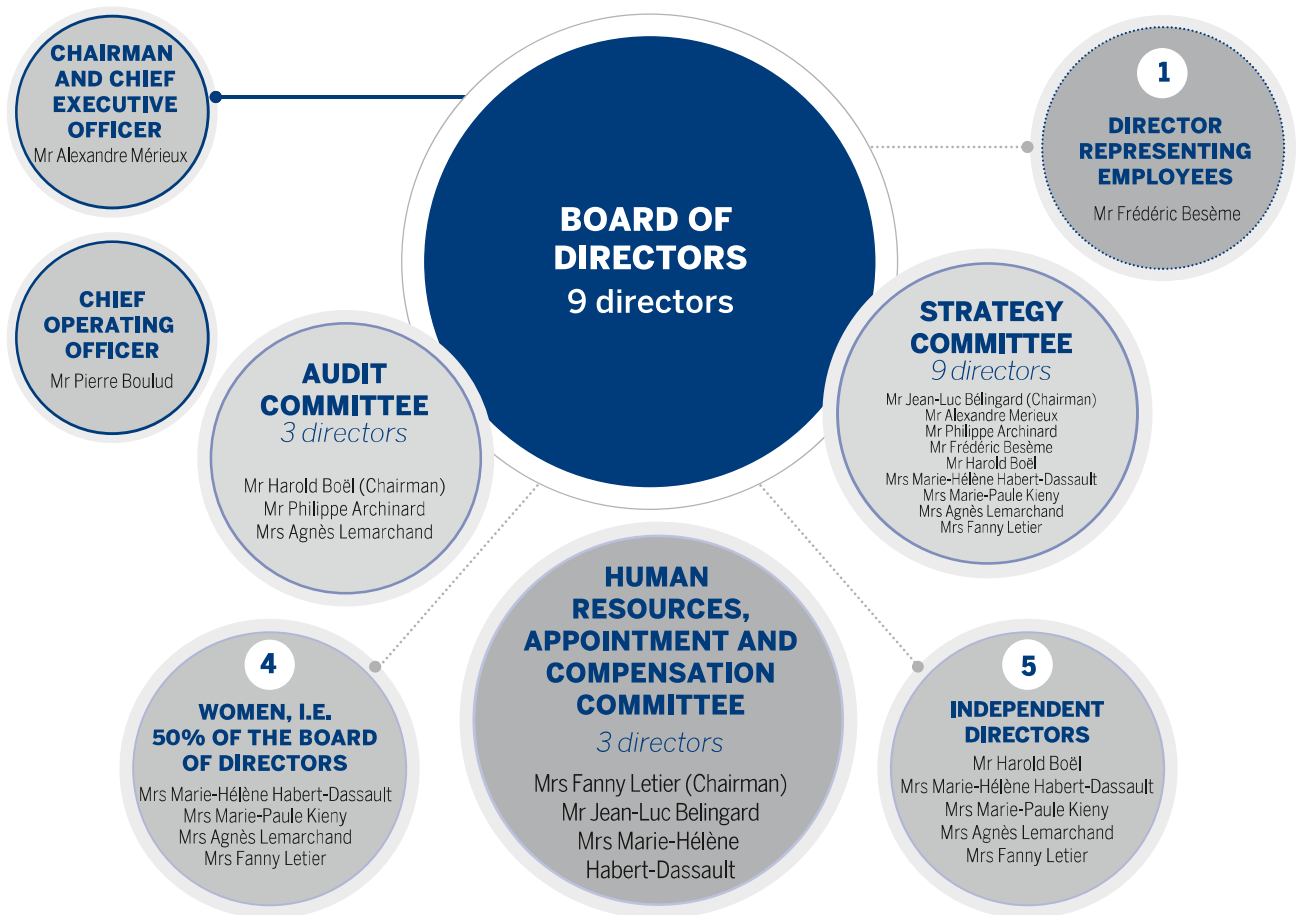 CHAIRMAN
AND CHIEF
EXECUTIVE
OFFICER
Mr Alexandre Mérieux
BOARD OF
DIRECTORS
9 directors
1
DIRECTOR
REPRESENTING
EMPLOYEES
Mr Frédéric Besème
CHIEF
OPERATING
OFFICER
Mr Pierre Boulud
AUDIT
COMMITTEE
3 directors
Mr Harold Boël (Chairman)
Mr Philippe Archinard
Mrs Agnès Lemarchand
STRATEGY
COMMITTEE
9 directors
Mr Jean-Luc Bélingard (Chairman)
Mr Alexandre Merieux
Mr Philippe Archinard
Mr Frédéric Besème
Mr Harold Boël
Mrs Marie-Hélène Habert-Dassault
Mrs Marie-Paule Kieny
Mrs Agnès Lemarchand
Mrs Fanny Letier
4
WOMEN, I.E.
50% OF THE BOARD
OF DIRECTORS
Mrs Marie-Hélène Habert-Dassault
Mrs Marie-Paule Kieny
Mrs Agnès Lemarchand
Mrs Fanny Letier
HUMAN
RESOURCES,
APPOINTMENT AND
COMPENSATION
COMMITTEE
3 directors
Mrs Fanny Letier (Chairman)
Mr Jean-Luc Belingard
Mrs Marie-Hélène
Habert-Dassault
5
INDEPENDENT
DIRECTORS
Mr Harold Boël
Mrs Marie-Hélène Habert-Dassault
Mrs Marie-Paule Kieny
Mrs Agnès Lemarchand
Mrs Fanny Letier